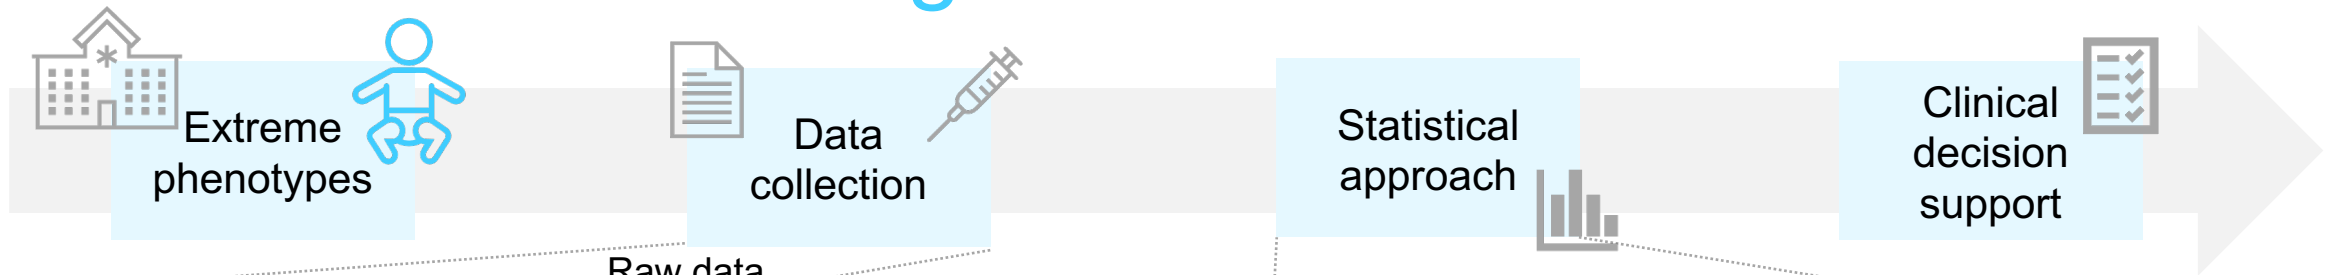 Extreme
phenotypes
Data
collection
Statistical
approach
Clinical
decision
support
Raw data